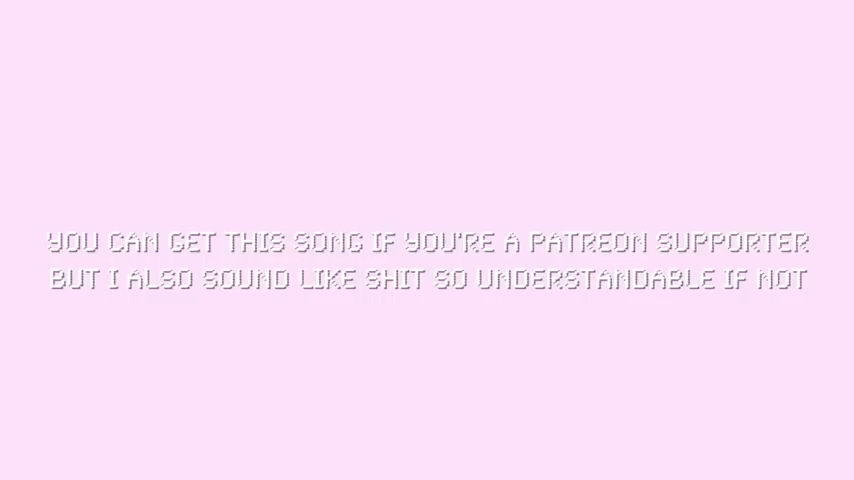 YOU CAN GET THIS SONG IF YOU'RE A PATREON SUPPORTER
BUT I ALSO SOUND LIKE SHIT SO UNDERSTANDABLE IF NOT